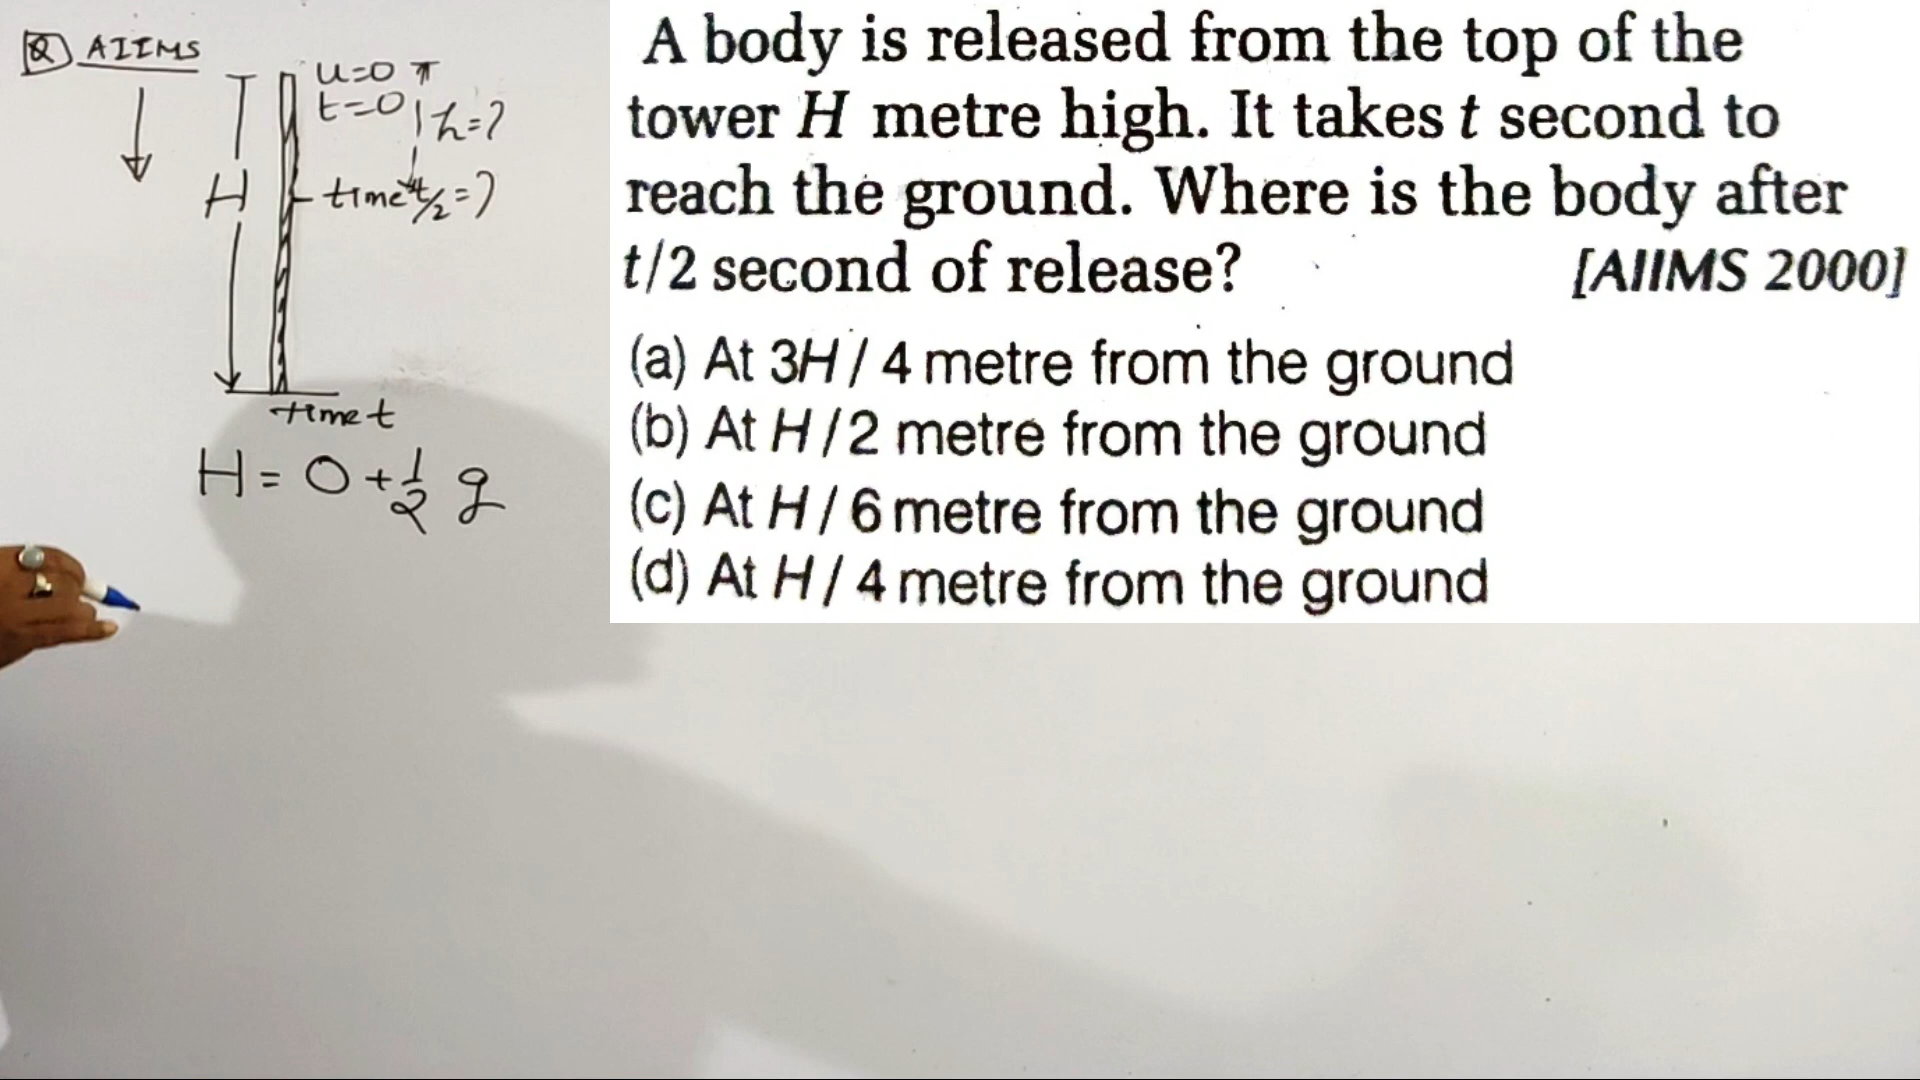 Q AIIMS
u=0
t=0
h=?
H
time t/2=?
time t
H = 0 + 1/2 g
A body is released from the top of the
tower H metre high. It takes t second to
reach the ground. Where is the body after
t/2 second of release? [AIIMS 2000]
(a) At 3H / 4 metre from the ground
(b) At H / 2 metre from the ground
(c) At H / 6 metre from the ground
(d) At H / 4 metre from the ground